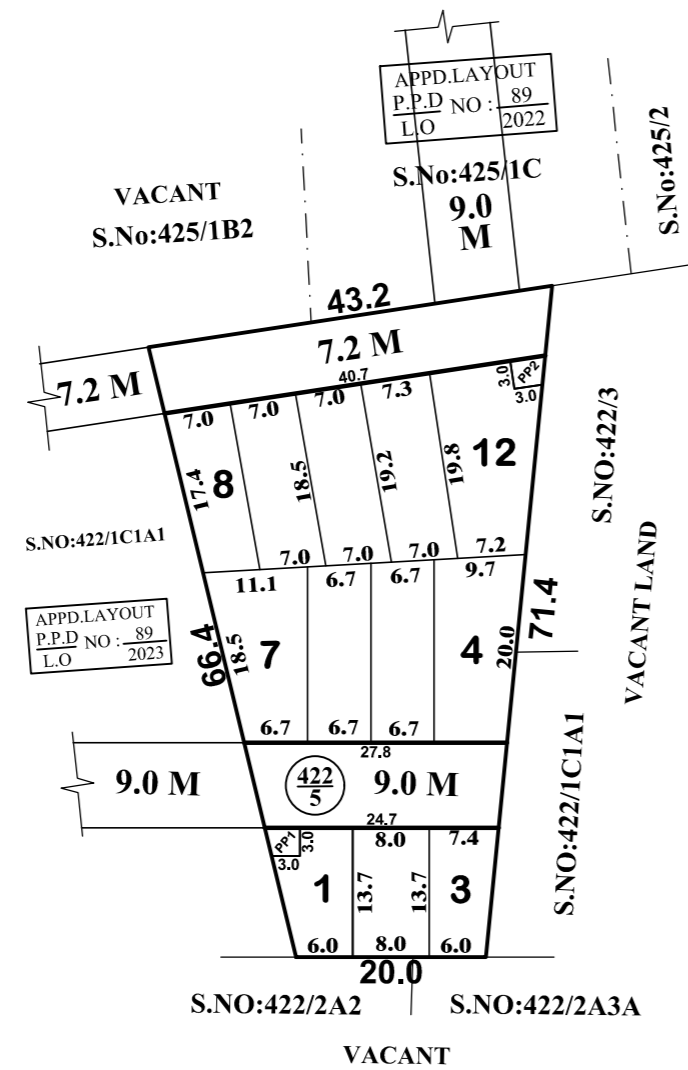 APPD.LAYOUT
P.P.D NO : 89
L.O 2022
S.No:425/2
VACANT
S.No:425/1B2
S.No:425/1C
9.0
M
43.2
7.2 M
7.2 M
40.7
3.0 PP2
3.0
7.0 7.0 7.0 7.3
17.4 8 18.5 19.2 19.8 12
S.NO:422/3
S.NO:422/1C1A1
7.0 7.0 7.0 7.2
11.1 6.7 6.7 9.7
APPD.LAYOUT
P.P.D NO : 89
L.O 2023
66.4 18.5 7 4 20.0 71.4
VACANT LAND
6.7 6.7 6.7
27.8
9.0 M 422 9.0 M
5
24.7
S.NO:422/1C1A1
PP1 3.0 8.0 7.4
3.0
1 13.7 13.7 3
6.0 8.0 6.0
20.0
S.NO:422/2A2 S.NO:422/2A3A
VACANT